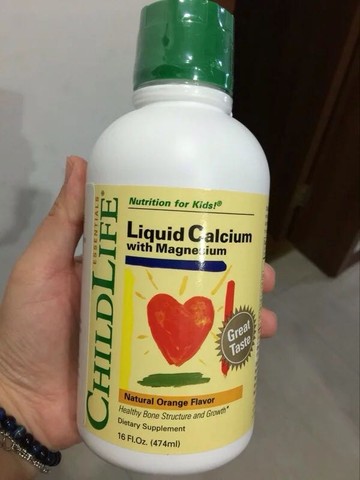 Nutrition for Kids!®
CHILDLIFE
ESSENTIALS®
Liquid Calcium
with Magnesium
Great
Taste
Natural Orange Flavor
Healthy Bone Structure and Growth*
Dietary Supplement
16 Fl.Oz. (474ml)